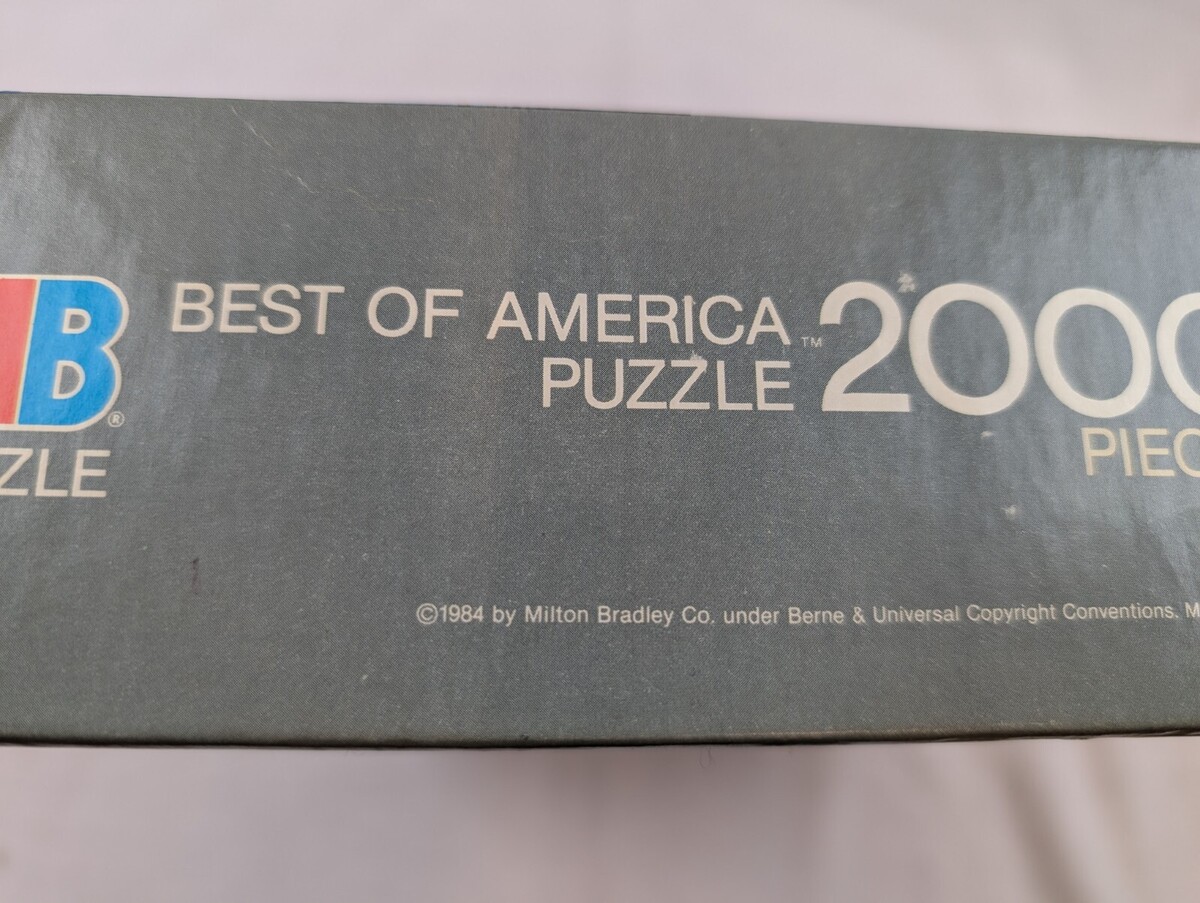 B®
ZLE
BEST OF AMERICA™
PUZZLE
2000
PIEC
©1984 by Milton Bradley Co. under Berne & Universal Copyright Conventions. M